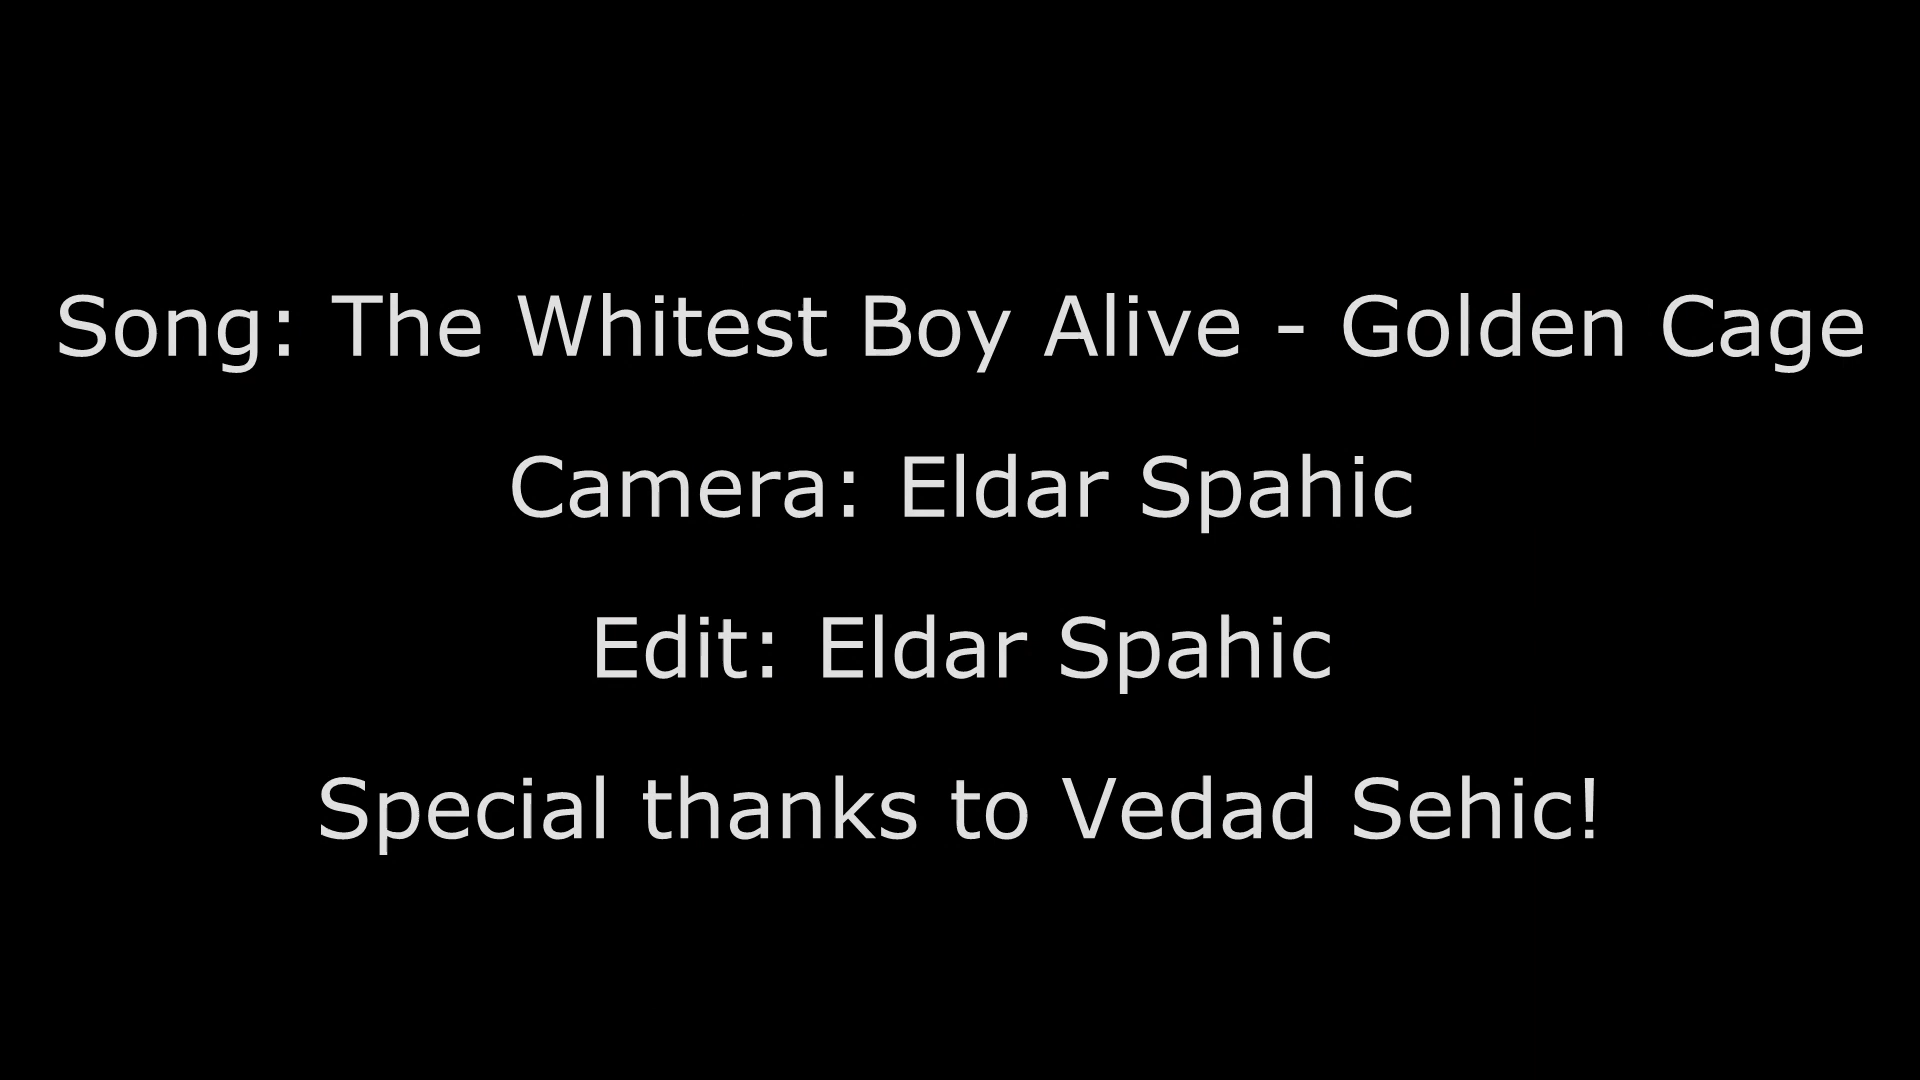 Song: The Whitest Boy Alive - Golden Cage
Camera: Eldar Spahic
Edit: Eldar Spahic
Special thanks to Vedad Sehic!